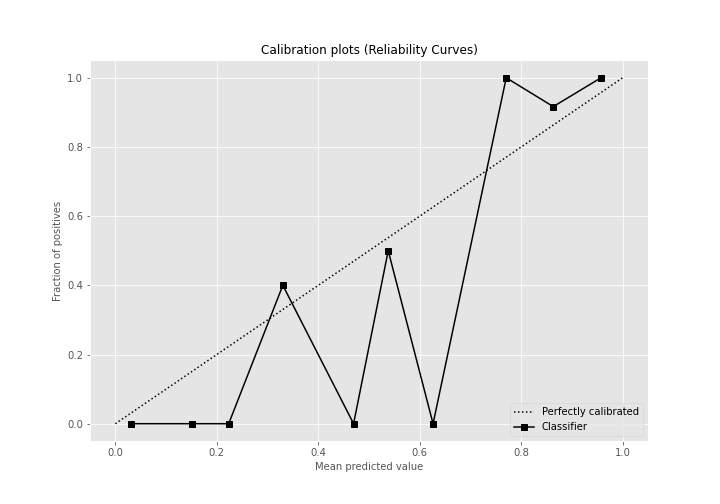 Calibration plots (Reliability Curves)
1.0
0.8
0.6
0.4
0.2
0.0
Fraction of positives
0.0 0.2 0.4 0.6 0.8 1.0
Mean predicted value
Perfectly calibrated
Classifier